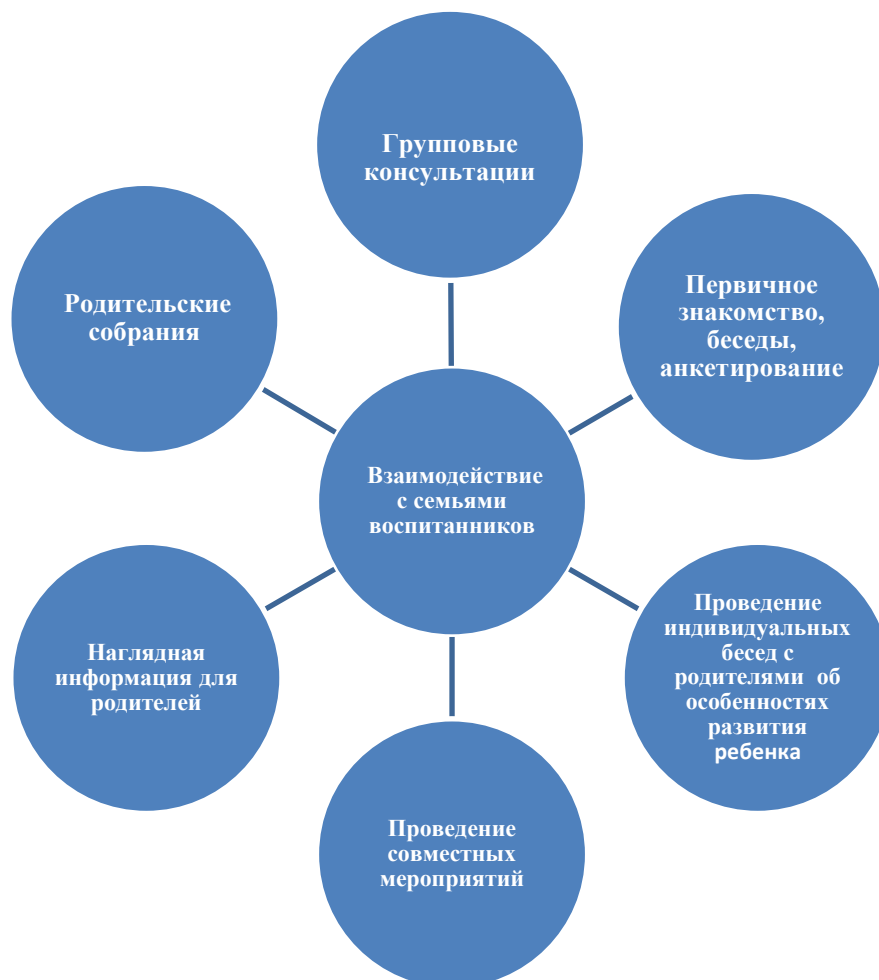 Групповые
консультации
Родительские
собрания
Первичное
знакомство,
беседы,
анкетирование
Взаимодействие
с семьями
воспитанников
Наглядная
информация для
родителей
Проведение
индивидуальных
бесед с
родителями об
особенностях
развития
ребенка
Проведение
совместных
мероприятий